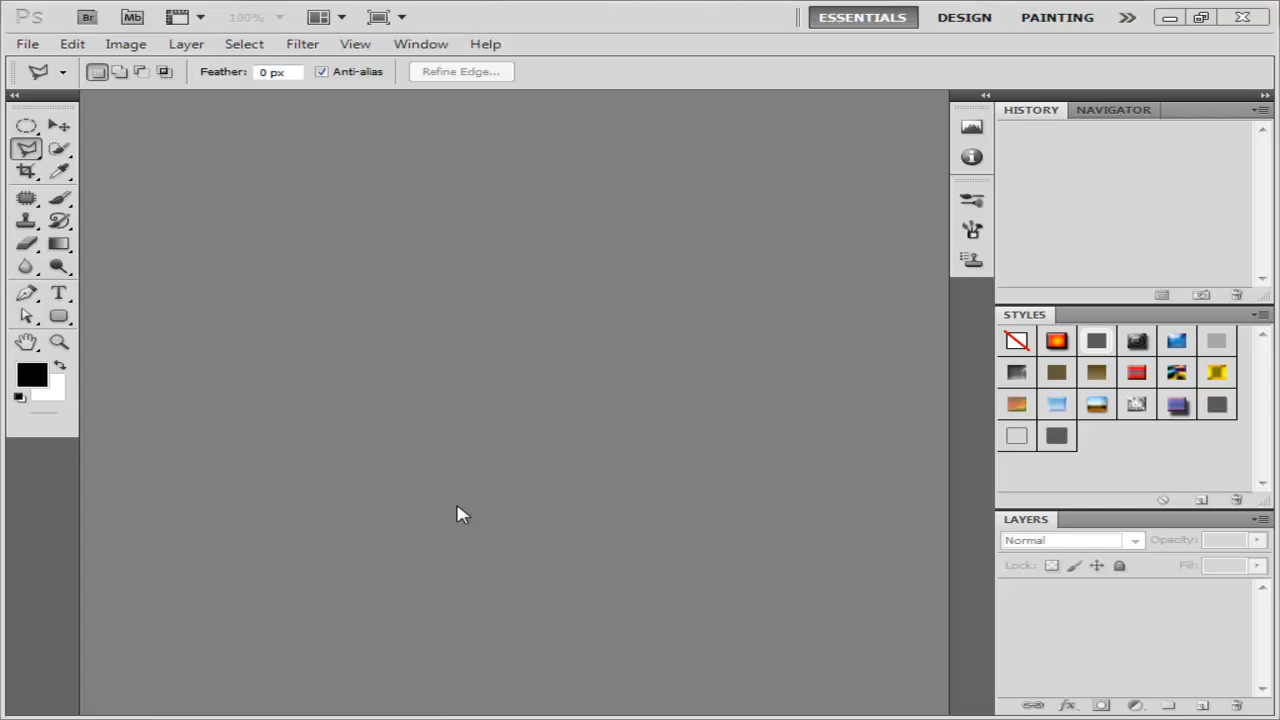 Ps Br Mb 100% ESSENTIALS DESIGN PAINTING
File Edit Image Layer Select Filter View Window Help
Feather: 0 px Anti-alias Refine Edge...
HISTORY NAVIGATOR
STYLES
T
LAYERS
Normal Opacity:
Lock: Fill:
fx